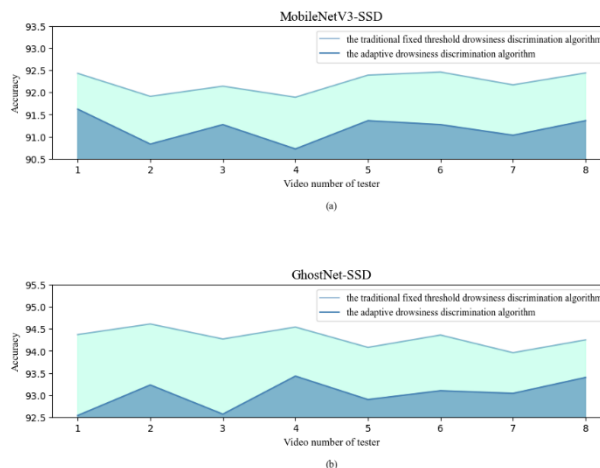 MobileNetV3-SSD
93.5
93.0
92.5
92.0
91.5
91.0
90.5
Accuracy
the traditional fixed threshold drowsiness discrimination algorithm
the adaptive drowsiness discrimination algorithm
1 2 3 4 5 6 7 8
Video number of tester
(a)
GhostNet-SSD
95.5
95.0
94.5
94.0
93.5
93.0
92.5
Accuracy
the traditional fixed threshold drowsiness discrimination algorithm
the adaptive drowsiness discrimination algorithm
1 2 3 4 5 6 7 8
Video number of tester
(b)